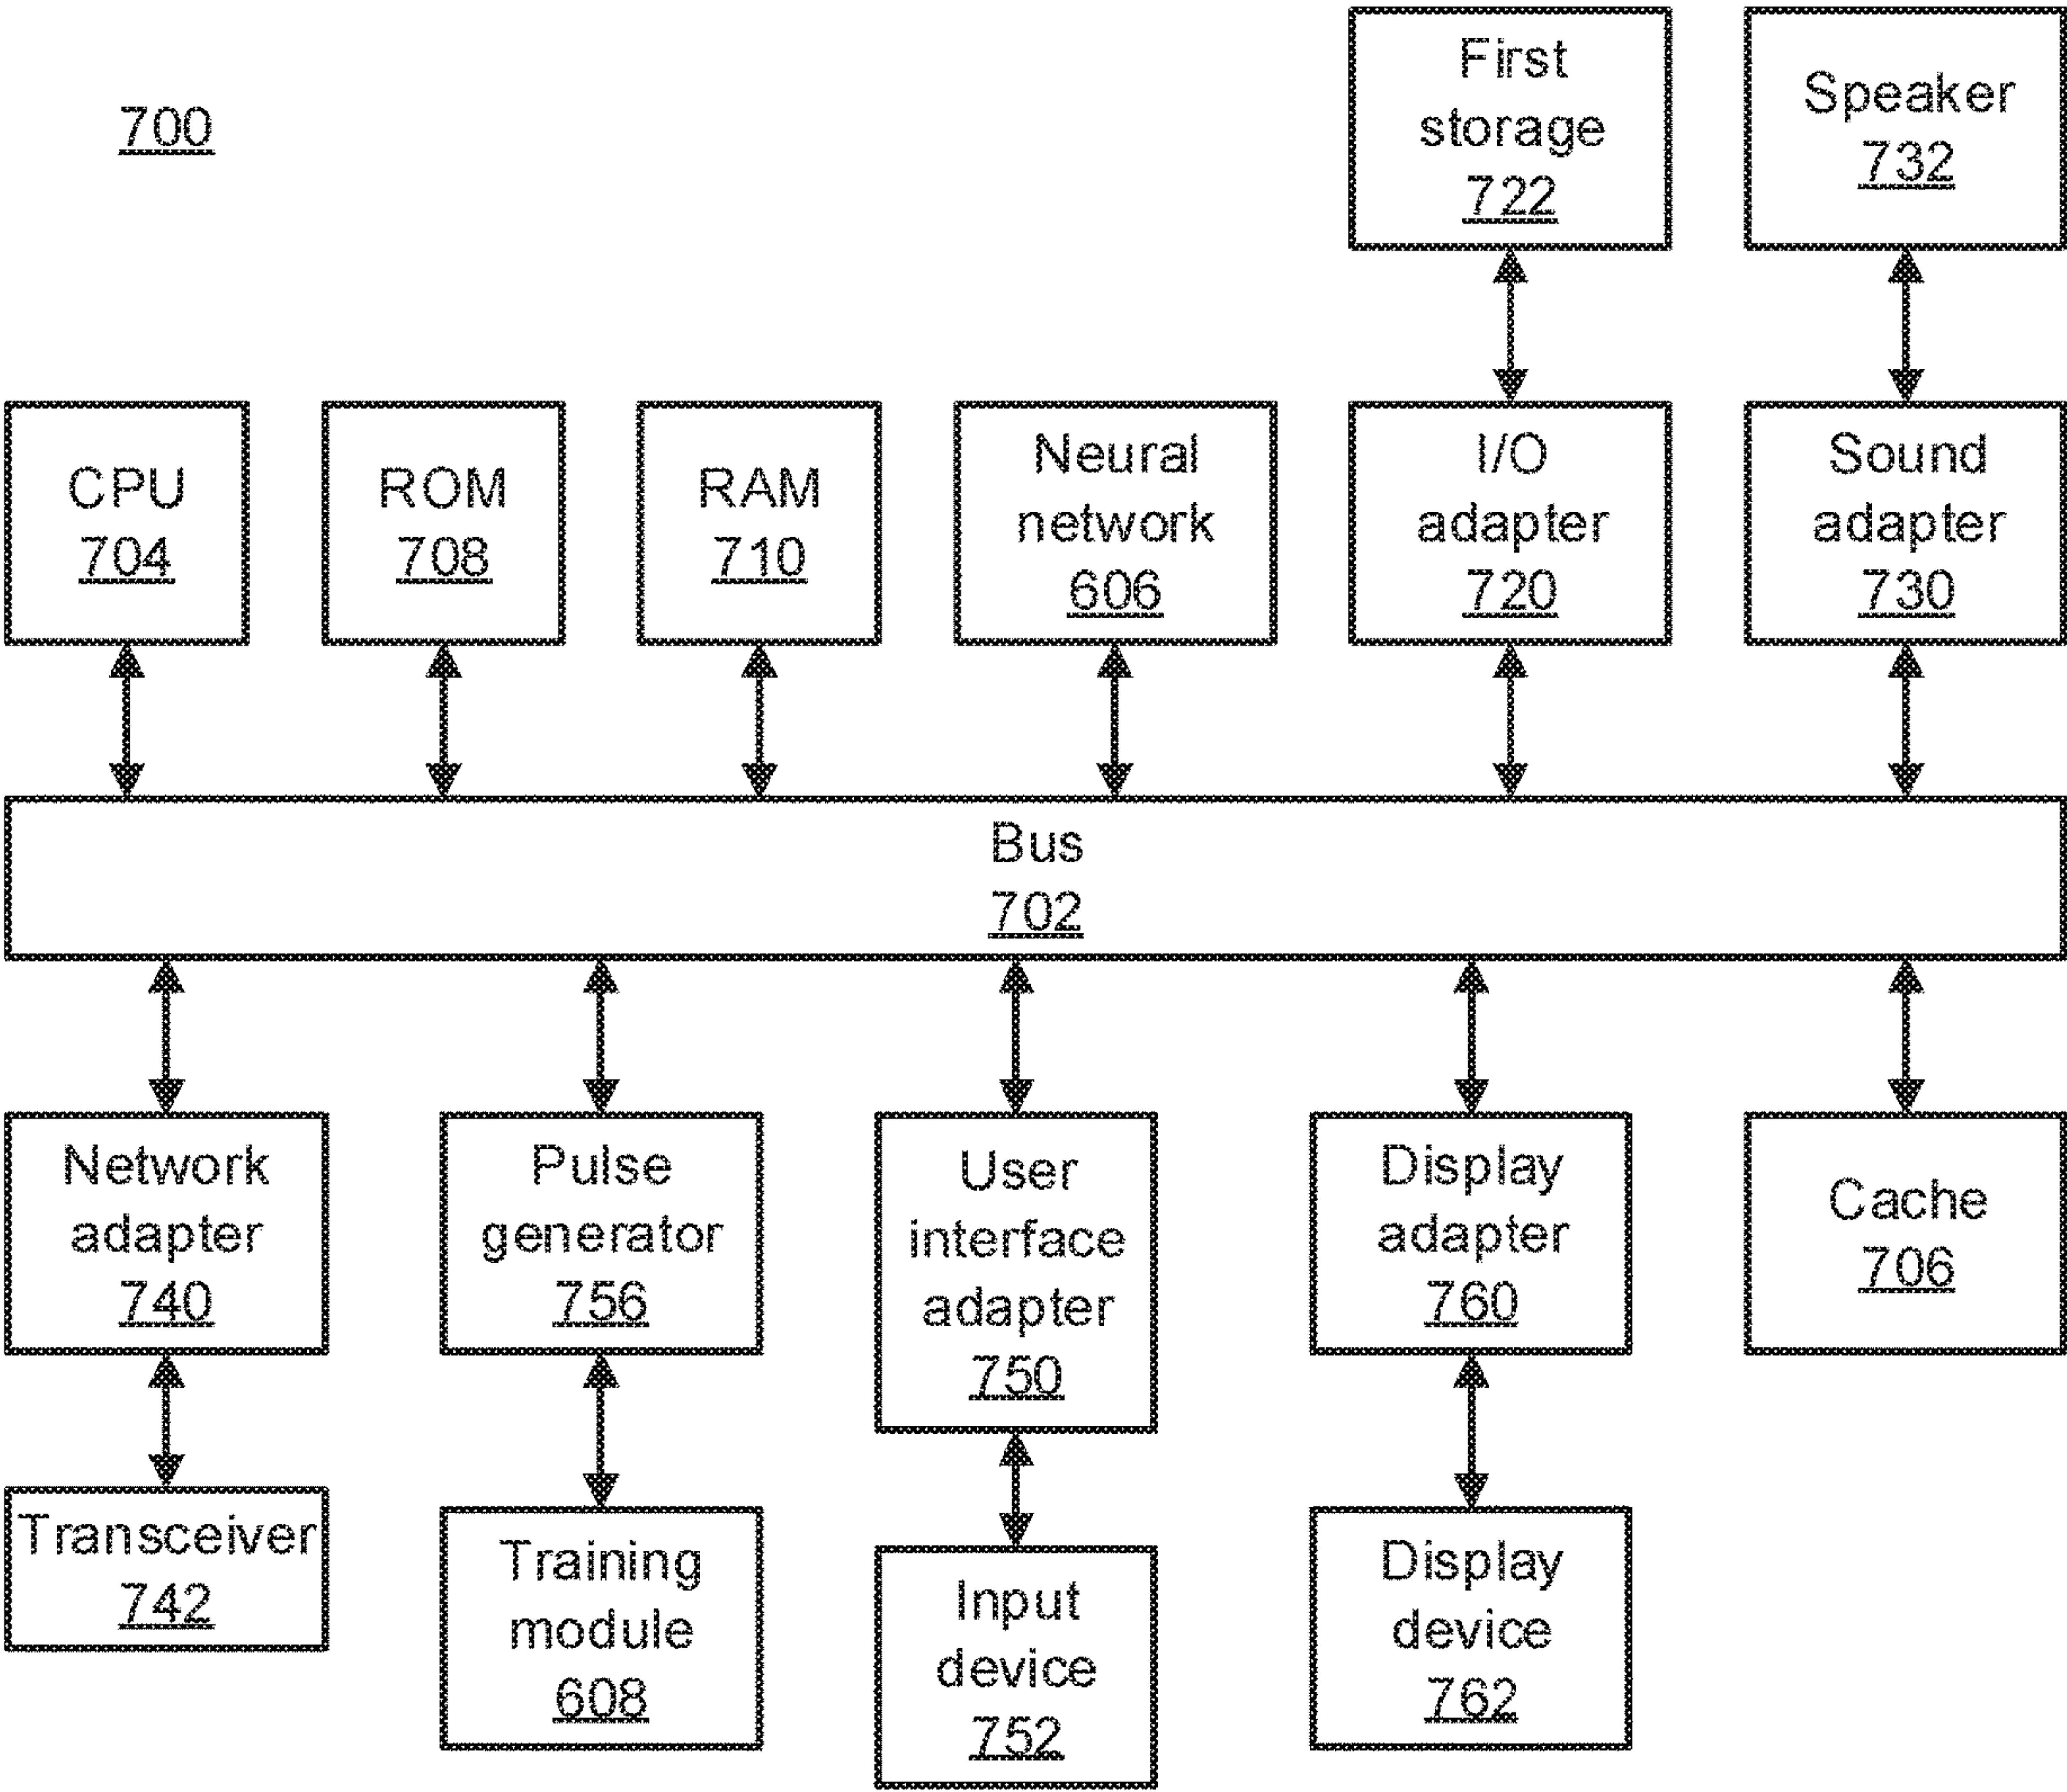 700
First
storage
722
Speaker
732
CPU
704
ROM
708
RAM
710
Neural
network
606
I/O
adapter
720
Sound
adapter
730
Bus
702
Network
adapter
740
Pulse
generator
756
User
interface
adapter
750
Display
adapter
760
Cache
706
Transceiver
742
Training
module
608
Input
device
752
Display
device
762